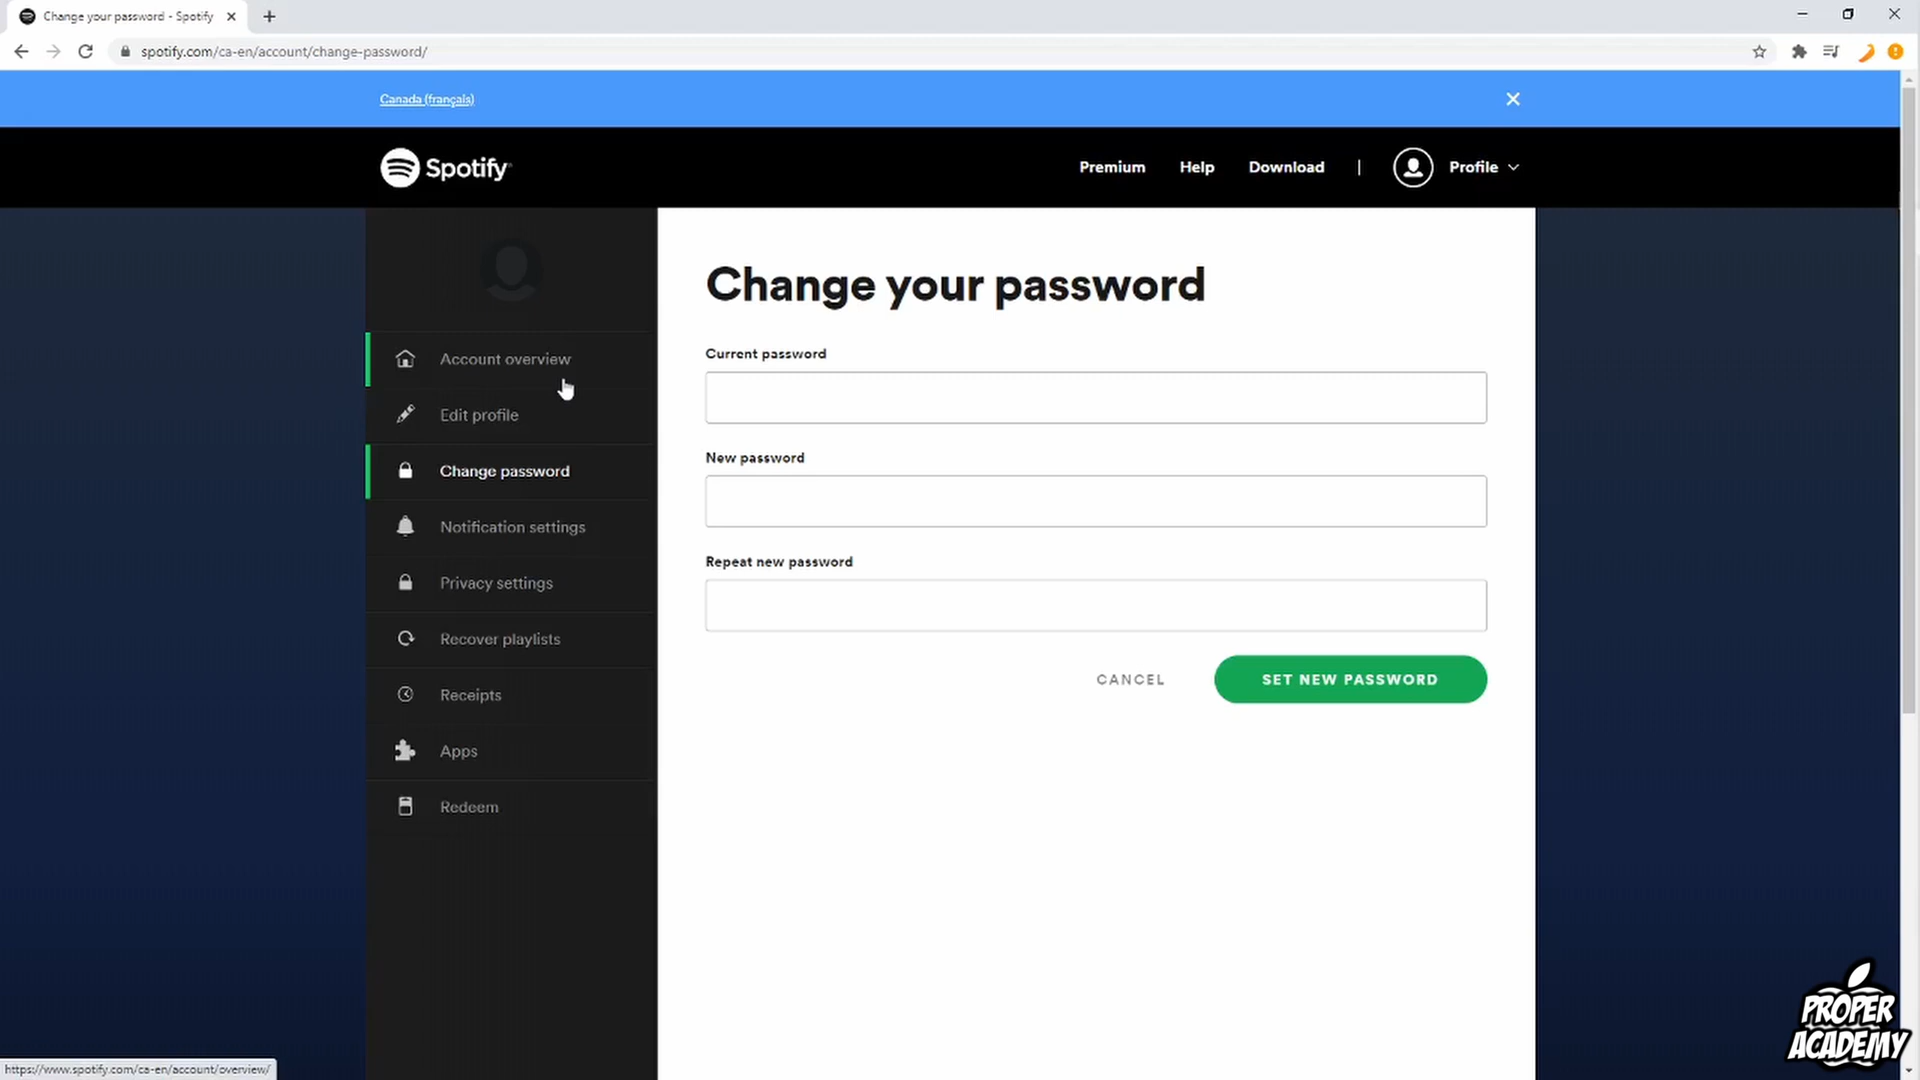 Change your password - Spotify
spotify.com/ca-en/account/change-password/
Canada (français)
Spotify
Premium
Help
Download
|
Profile
Account overview
Edit profile
Change password
Notification settings
Privacy settings
Recover playlists
Receipts
Apps
Redeem
Change your password
Current password
New password
Repeat new password
CANCEL
SET NEW PASSWORD
https://www.spotify.com/ca-en/account/overview/
PROPER
ACADEMY